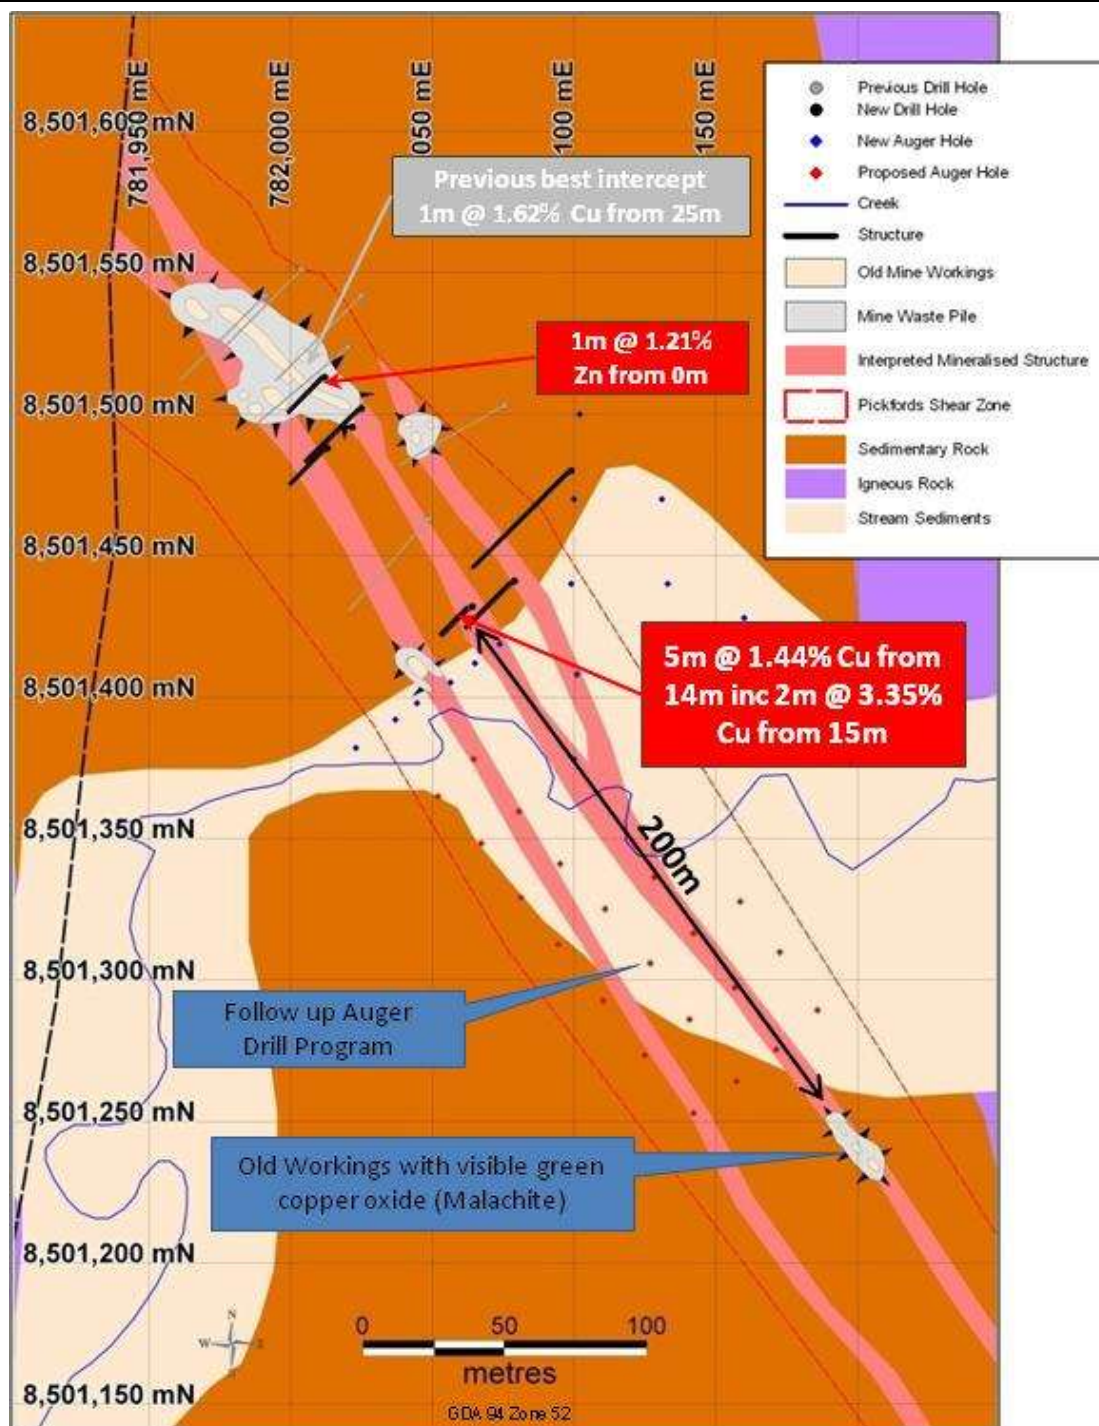 781,950 mE
782,000 mE
050 mE
100 mE
150 mE
8,501,600 mN
8,501,550 mN
8,501,500 mN
8,501,450 mN
8,501,400 mN
8,501,350 mN
8,501,300 mN
8,501,250 mN
8,501,200 mN
8,501,150 mN
Previous best intercept
1m @ 1.62% Cu from 25m
1m @ 1.21%
Zn from 0m
5m @ 1.44% Cu from
14m inc 2m @ 3.35%
Cu from 15m
200m
Follow up Auger
Drill Program
Old Workings with visible green
copper oxide (Malachite)
Previous Drill Hole
New Drill Hole
New Auger Hole
Proposed Auger Hole
Creek
Structure
Old Mine Workings
Mine Waste Pile
Interpreted Mineralised Structure
Pickfords Shear Zone
Sedimentary Rock
Igneous Rock
Stream Sediments
N
W
0 50 100
metres
GDA 94 Zone 52